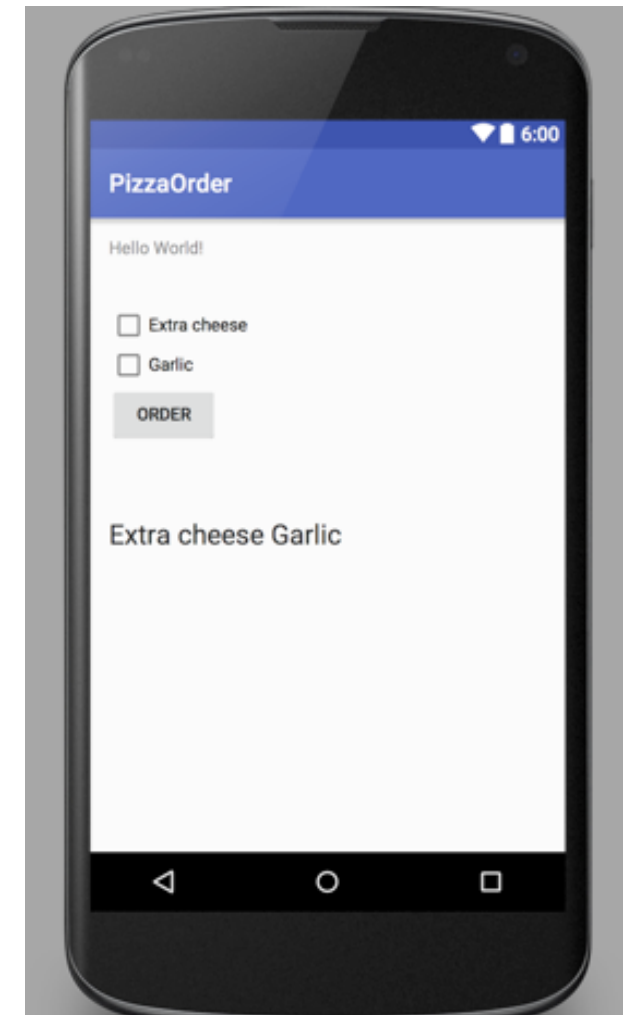 6:00
PizzaOrder
Hello World!
Extra cheese
Garlic
ORDER
Extra cheese Garlic